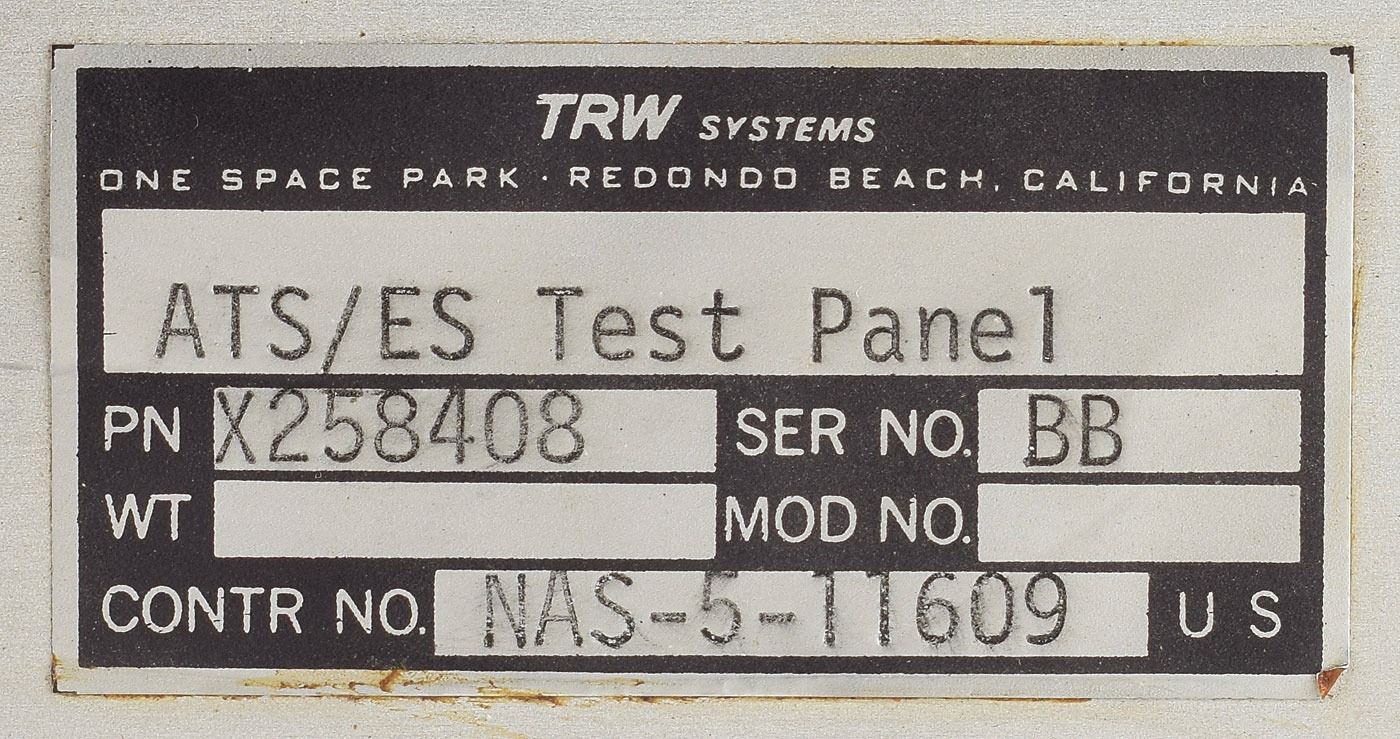 TRW SYSTEMS
ONE SPACE PARK · REDONDO BEACH, CALIFORNIA
ATS/ES Test Panel
PN X258408 SER NO. BB
WT MOD NO.
CONTR NO. NAS-5-11609 US